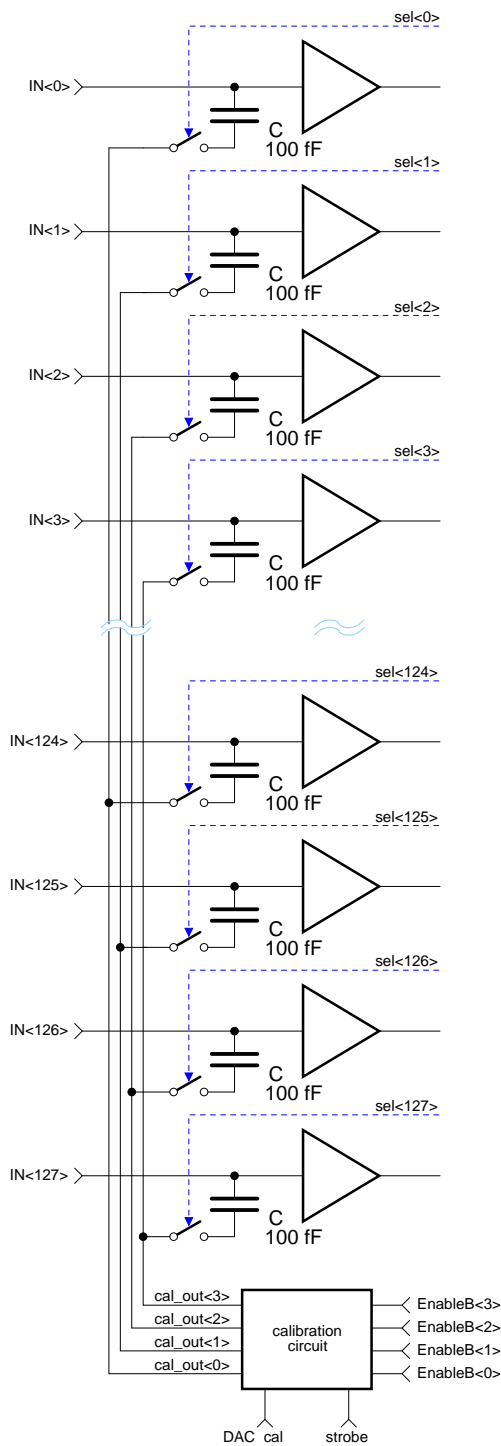 sel<0>
IN<0>
C
100 fF
sel<1>
IN<1>
C
100 fF
sel<2>
IN<2>
C
100 fF
sel<3>
IN<3>
C
100 fF
sel<124>
IN<124>
C
100 fF
sel<125>
IN<125>
C
100 fF
sel<126>
IN<126>
C
100 fF
sel<127>
IN<127>
C
100 fF
cal_out<3>
EnableB<3>
cal_out<2>
calibration
EnableB<2>
cal_out<1>
circuit
EnableB<1>
cal_out<0>
EnableB<0>
DAC_cal
strobe